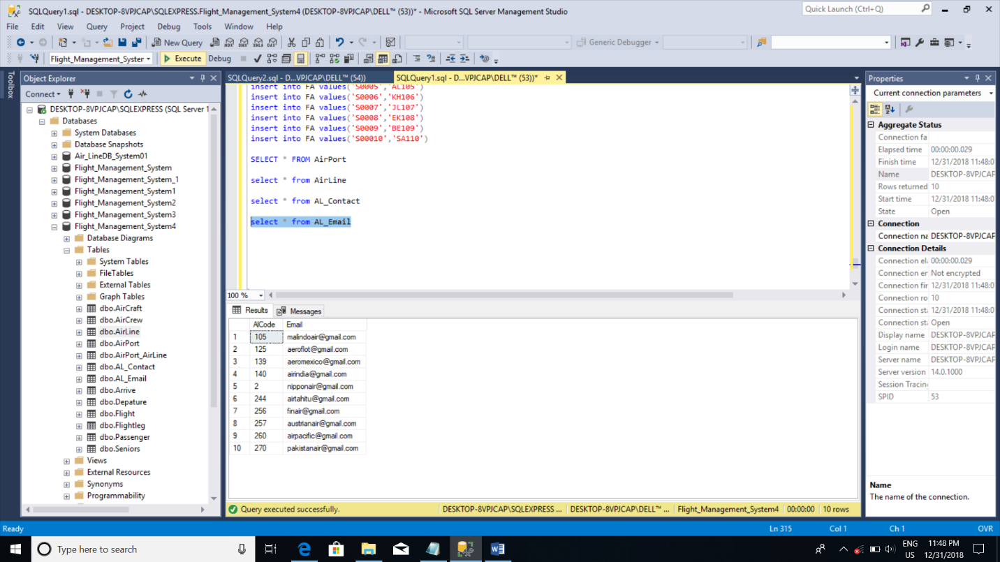 SQLQuery1.sql - DESKTOP-8VPJCAP\SQLEXPRESS.Flight_Management_System4 (DESKTOP-8VPJCAP\DELL™ (53))* - Microsoft SQL Server Management Studio
Quick Launch (Ctrl+Q)
File Edit View Query Project Debug Tools Window Help
New Query
Generic Debugger
Flight_Management_Syster
Execute Debug
Toolbox
Object Explorer
Connect
DESKTOP-8VPJCAP\SQLEXPRESS (SQL Server 1
Databases
System Databases
Database Snapshots
Air_LineDB_System01
Flight_Management_System
Flight_Management_System_1
Flight_Management_System1
Flight_Management_System2
Flight_Management_System3
Flight_Management_System4
Database Diagrams
Tables
System Tables
FileTables
External Tables
Graph Tables
dbo.AirCraft
dbo.AirCrew
dbo.AirLine
dbo.AirPort
dbo.AirPort_AirLine
dbo.AL_Contact
dbo.AL_Email
dbo.Arrive
dbo.Depature
dbo.Flight
dbo.Flightleg
dbo.Passenger
dbo.Seniors
Views
External Resources
Synonyms
Programmability
SQLQuery2.sql - D...VPJCAP\DELL™ (54))
SQLQuery1.sql - D...VPJCAP\DELL™ (53))*
insert into FA values('S0005','AL105')
insert into FA values('S0006','KH106')
insert into FA values('S0007','JL107')
insert into FA values('S0008','EK108')
insert into FA values('S0009','BE109')
insert into FA values('S00010','SA110')
SELECT * FROM AirPort
select * from AirLine
select * from AL_Contact
select * from AL_Email
100 %
Results Messages
AlCode Email
1 105 malindoair@gmail.com
2 125 aeroflot@gmail.com
3 139 aeromexico@gmail.com
4 140 airindia@gmail.com
5 2 nipponair@gmail.com
6 244 airtahitu@gmail.com
7 256 finair@gmail.com
8 257 austrianair@gmail.com
9 260 airpacific@gmail.com
10 270 pakistanair@gmail.com
Query executed successfully.
DESKTOP-8VPJCAP\SQLEXPRESS ... DESKTOP-8VPJCAP\DELL™ ... Flight_Management_System4 00:00:00 10 rows
Properties
Current connection parameters
Aggregate Status
Connection fa
Elapsed time 00:00:00.029
Finish time 12/31/2018 11:48:0
Name DESKTOP-8VPJCAP
Rows returned 10
Start time 12/31/2018 11:48:0
State Open
Connection
Connection na DESKTOP-8VPJCAP
Connection Details
Connection el 00:00:00.029
Connection en Not encrypted
Connection fin 12/31/2018 11:48:0
Connection ro 10
Connection sta 12/31/2018 11:48:0
Connection sta Open
Display name DESKTOP-8VPJCAP
Login name DESKTOP-8VPJCAP
Server name DESKTOP-8VPJCAP
Server version 14.0.1000
Session Tracin
SPID 53
Name
The name of the connection.
Ready
Ln 315 Col 1 Ch 1 OVR
Type here to search
ENG
US
11:48 PM
12/31/2018